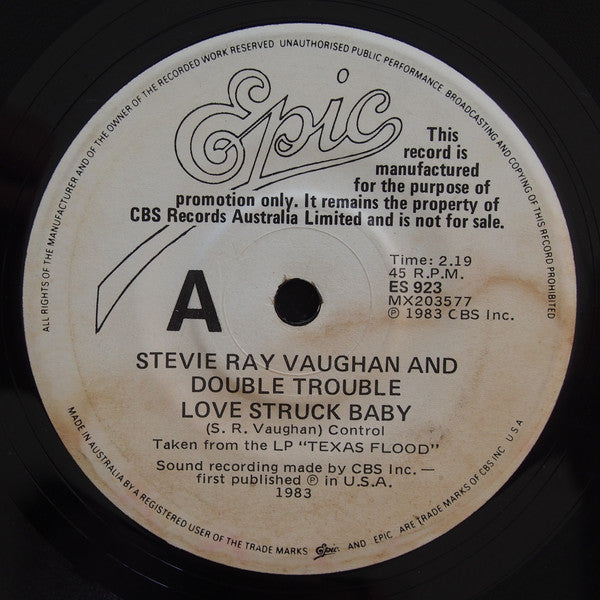 ALL RIGHTS OF THE MANUFACTURER AND OF THE OWNER OF THE RECORDED WORK RESERVED UNAUTHORISED PUBLIC PERFORMANCE BROADCASTING AND COPYING OF THIS RECORD PROHIBITED
Epic
This
record is
manufactured
for the purpose of
promotion only. It remains the property of
CBS Records Australia Limited and is not for sale.
A
Time: 2.19
45 R.P.M.
ES 923
MX203577
℗ 1983 CBS Inc.
STEVIE RAY VAUGHAN AND
DOUBLE TROUBLE
LOVE STRUCK BABY
(S. R. Vaughan) Control
Taken from the LP "TEXAS FLOOD"
Sound recording made by CBS Inc. —
first published ℗ in U.S.A.
1983
MADE IN AUSTRALIA BY A REGISTERED USER OF THE TRADE MARKS Epic AND EPIC ARE TRADE MARKS OF CBS INC U S A